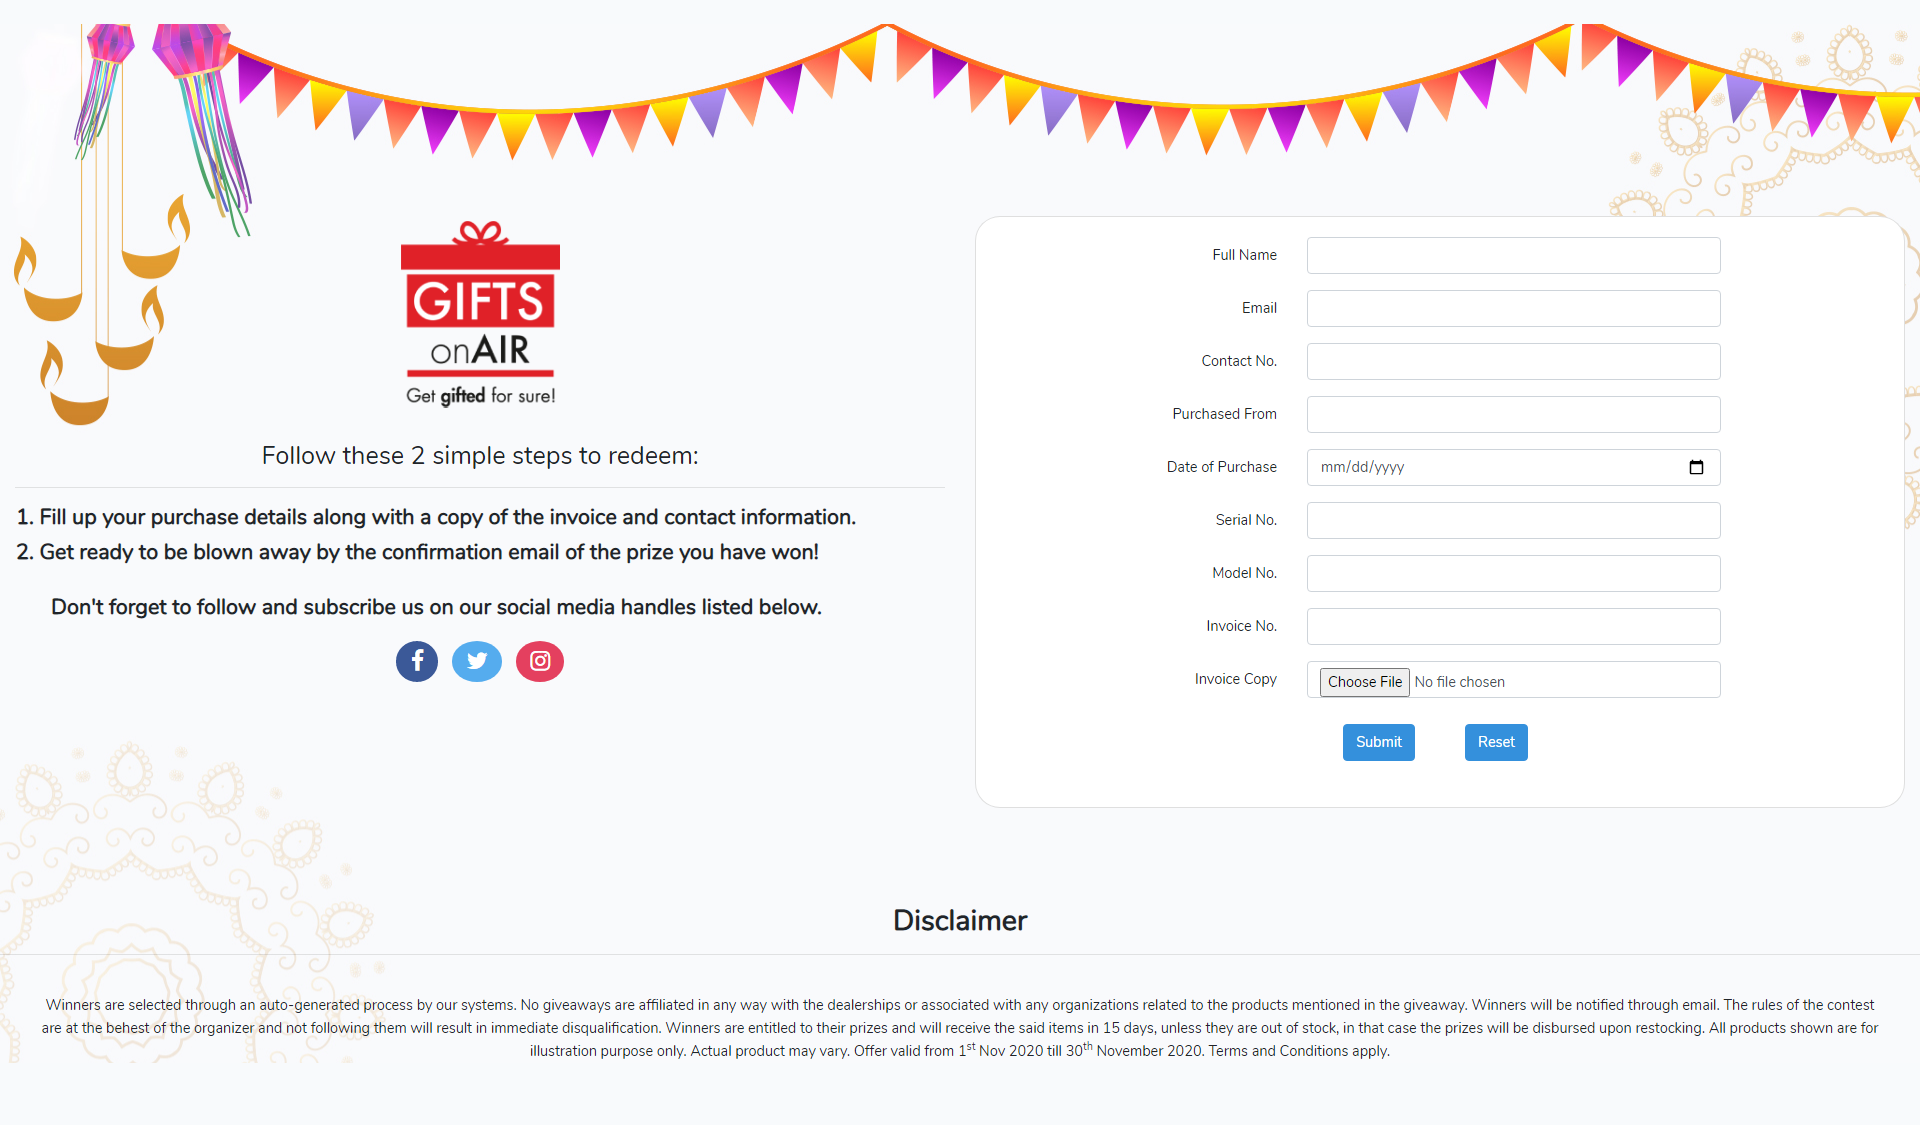 GIFTS
onAIR
Get gifted for sure!
Follow these 2 simple steps to redeem:
1. Fill up your purchase details along with a copy of the invoice and contact information.
2. Get ready to be blown away by the confirmation email of the prize you have won!
Don't forget to follow and subscribe us on our social media handles listed below.
Full Name
Email
Contact No.
Purchased From
Date of Purchase
mm/dd/yyyy
Serial No.
Model No.
Invoice No.
Invoice Copy
Choose File No file chosen
Submit Reset
Disclaimer
Winners are selected through an auto-generated process by our systems. No giveaways are affiliated in any way with the dealerships or associated with any organizations related to the products mentioned in the giveaway. Winners will be notified through email. The rules of the contest
are at the behest of the organizer and not following them will result in immediate disqualification. Winners are entitled to their prizes and will receive the said items in 15 days, unless they are out of stock, in that case the prizes will be disbursed upon restocking. All products shown are for
illustration purpose only. Actual product may vary. Offer valid from 1st Nov 2020 till 30th November 2020. Terms and Conditions apply.